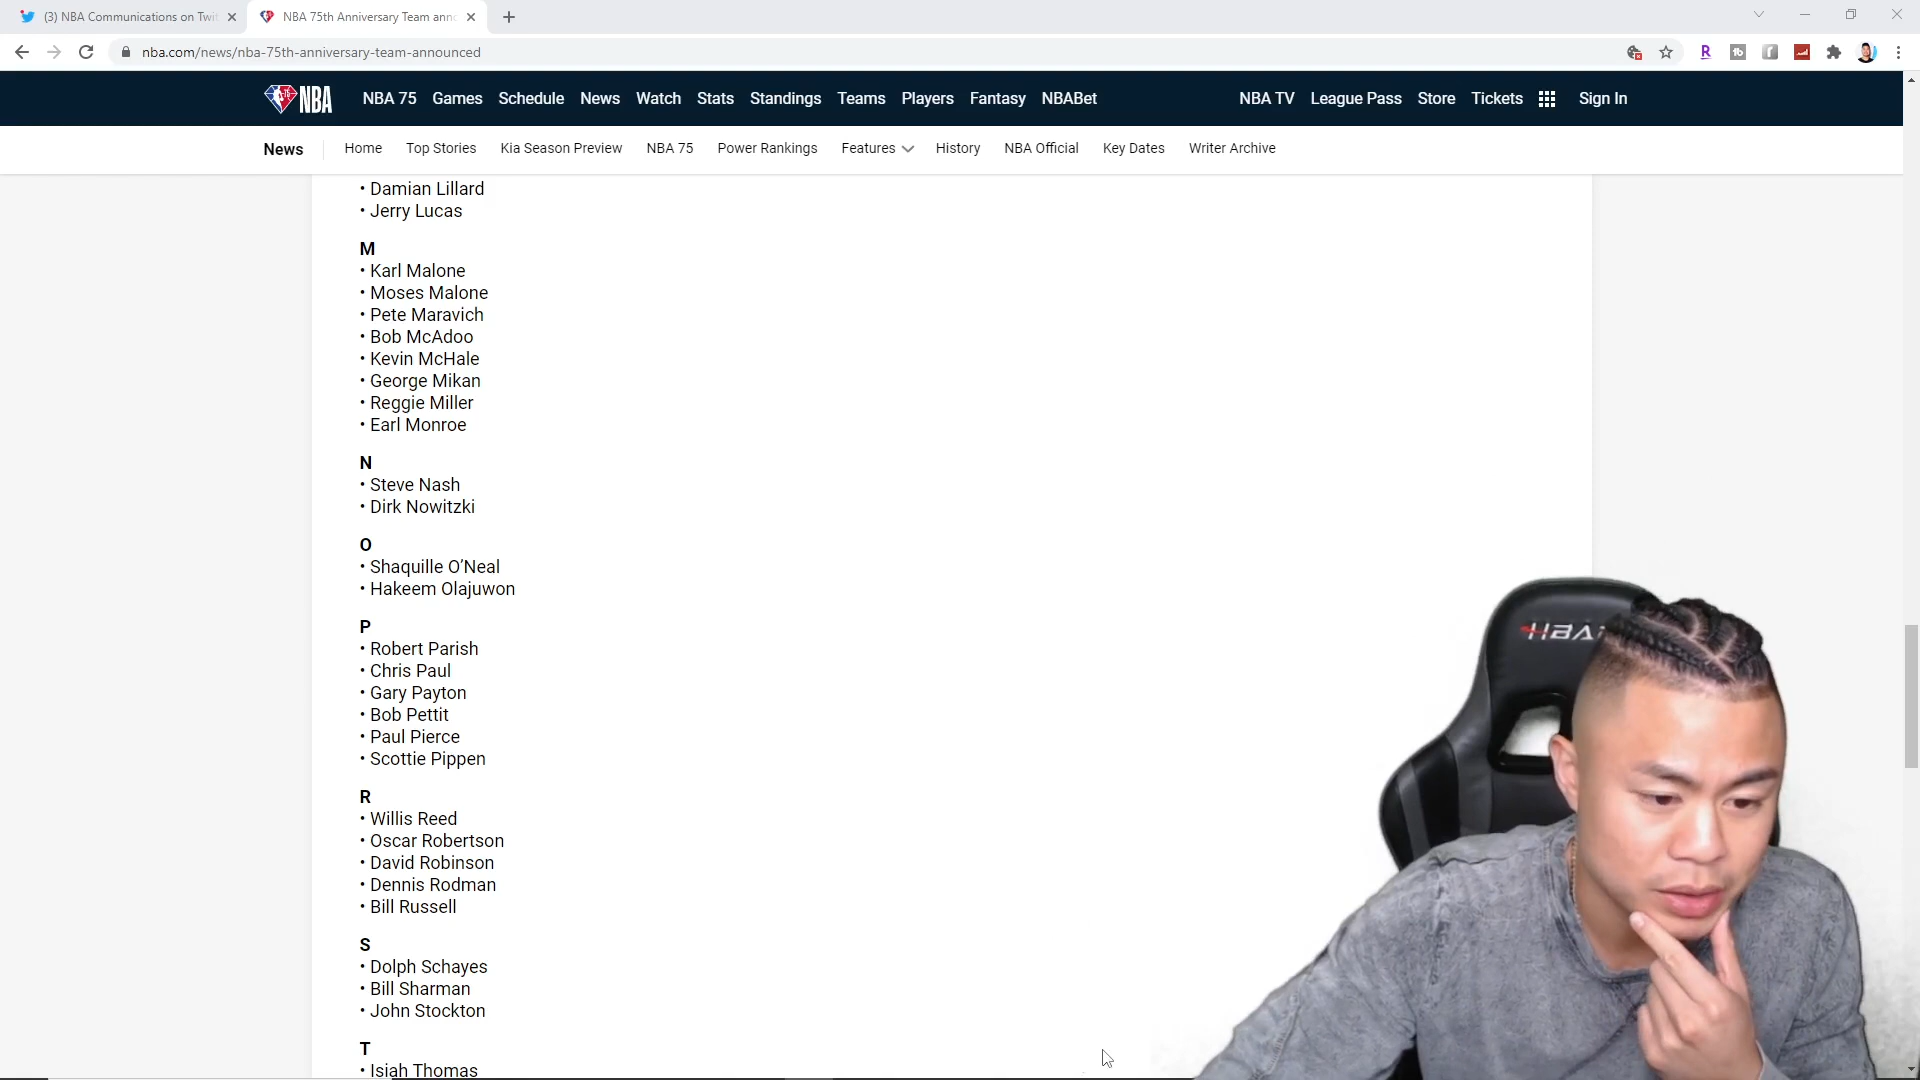 (3) NBA Communications on Twit
NBA 75th Anniversary Team anno
nba.com/news/nba-75th-anniversary-team-announced
NBA
NBA 75
Games
Schedule
News
Watch
Stats
Standings
Teams
Players
Fantasy
NBABet
NBA TV
League Pass
Store
Tickets
Sign In
News
Home
Top Stories
Kia Season Preview
NBA 75
Power Rankings
Features
History
NBA Official
Key Dates
Writer Archive
• Damian Lillard
• Jerry Lucas
M
• Karl Malone
• Moses Malone
• Pete Maravich
• Bob McAdoo
• Kevin McHale
• George Mikan
• Reggie Miller
• Earl Monroe
N
• Steve Nash
• Dirk Nowitzki
O
• Shaquille O’Neal
• Hakeem Olajuwon
P
• Robert Parish
• Chris Paul
• Gary Payton
• Bob Pettit
• Paul Pierce
• Scottie Pippen
R
• Willis Reed
• Oscar Robertson
• David Robinson
• Dennis Rodman
• Bill Russell
S
• Dolph Schayes
• Bill Sharman
• John Stockton
T
• Isiah Thomas